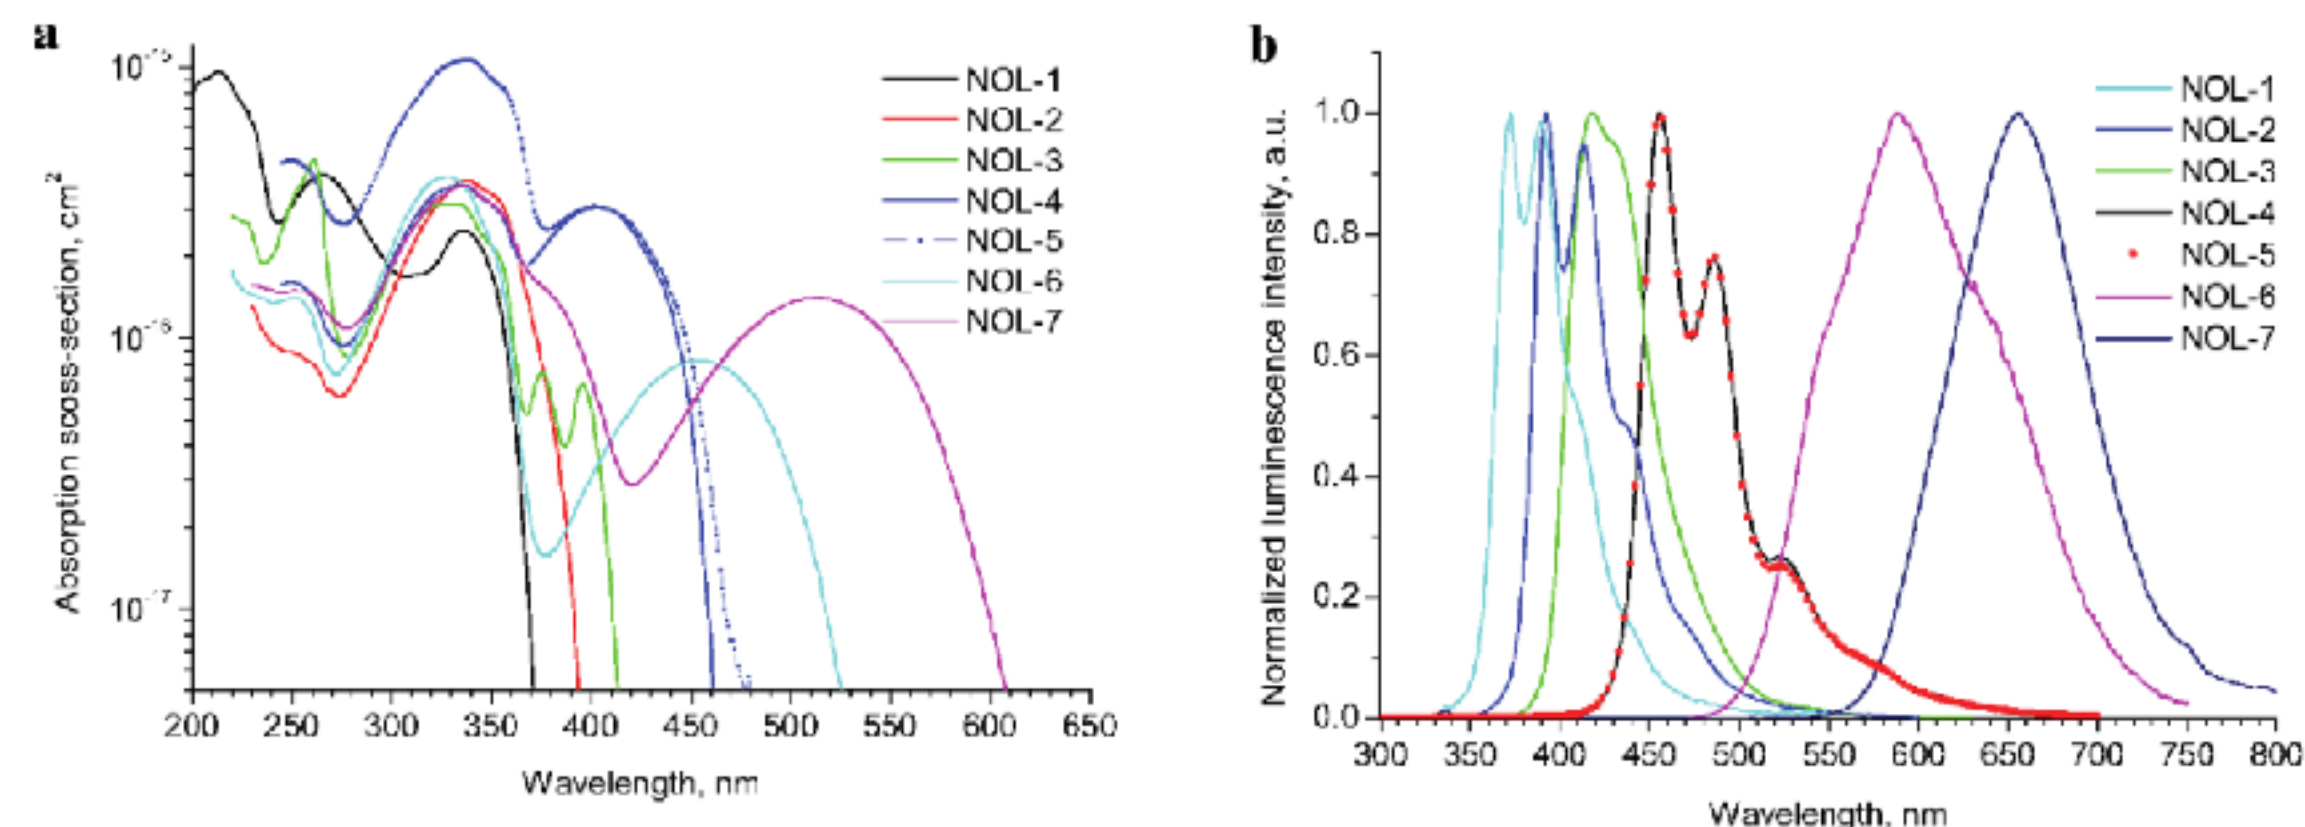 a
Absorption scoss-section, cm²
10⁻¹⁵
10⁻¹⁶
10⁻¹⁷
200 250 300 350 400 450 500 550 600 650
Wavelength, nm
NOL-1
NOL-2
NOL-3
NOL-4
NOL-5
NOL-6
NOL-7
b
Normalized luminescence intensity, a.u.
1.0
0.8
0.6
0.4
0.2
0.0
300 350 400 450 500 550 600 650 700 750 800
Wavelength, nm
NOL-1
NOL-2
NOL-3
NOL-4
NOL-5
NOL-6
NOL-7